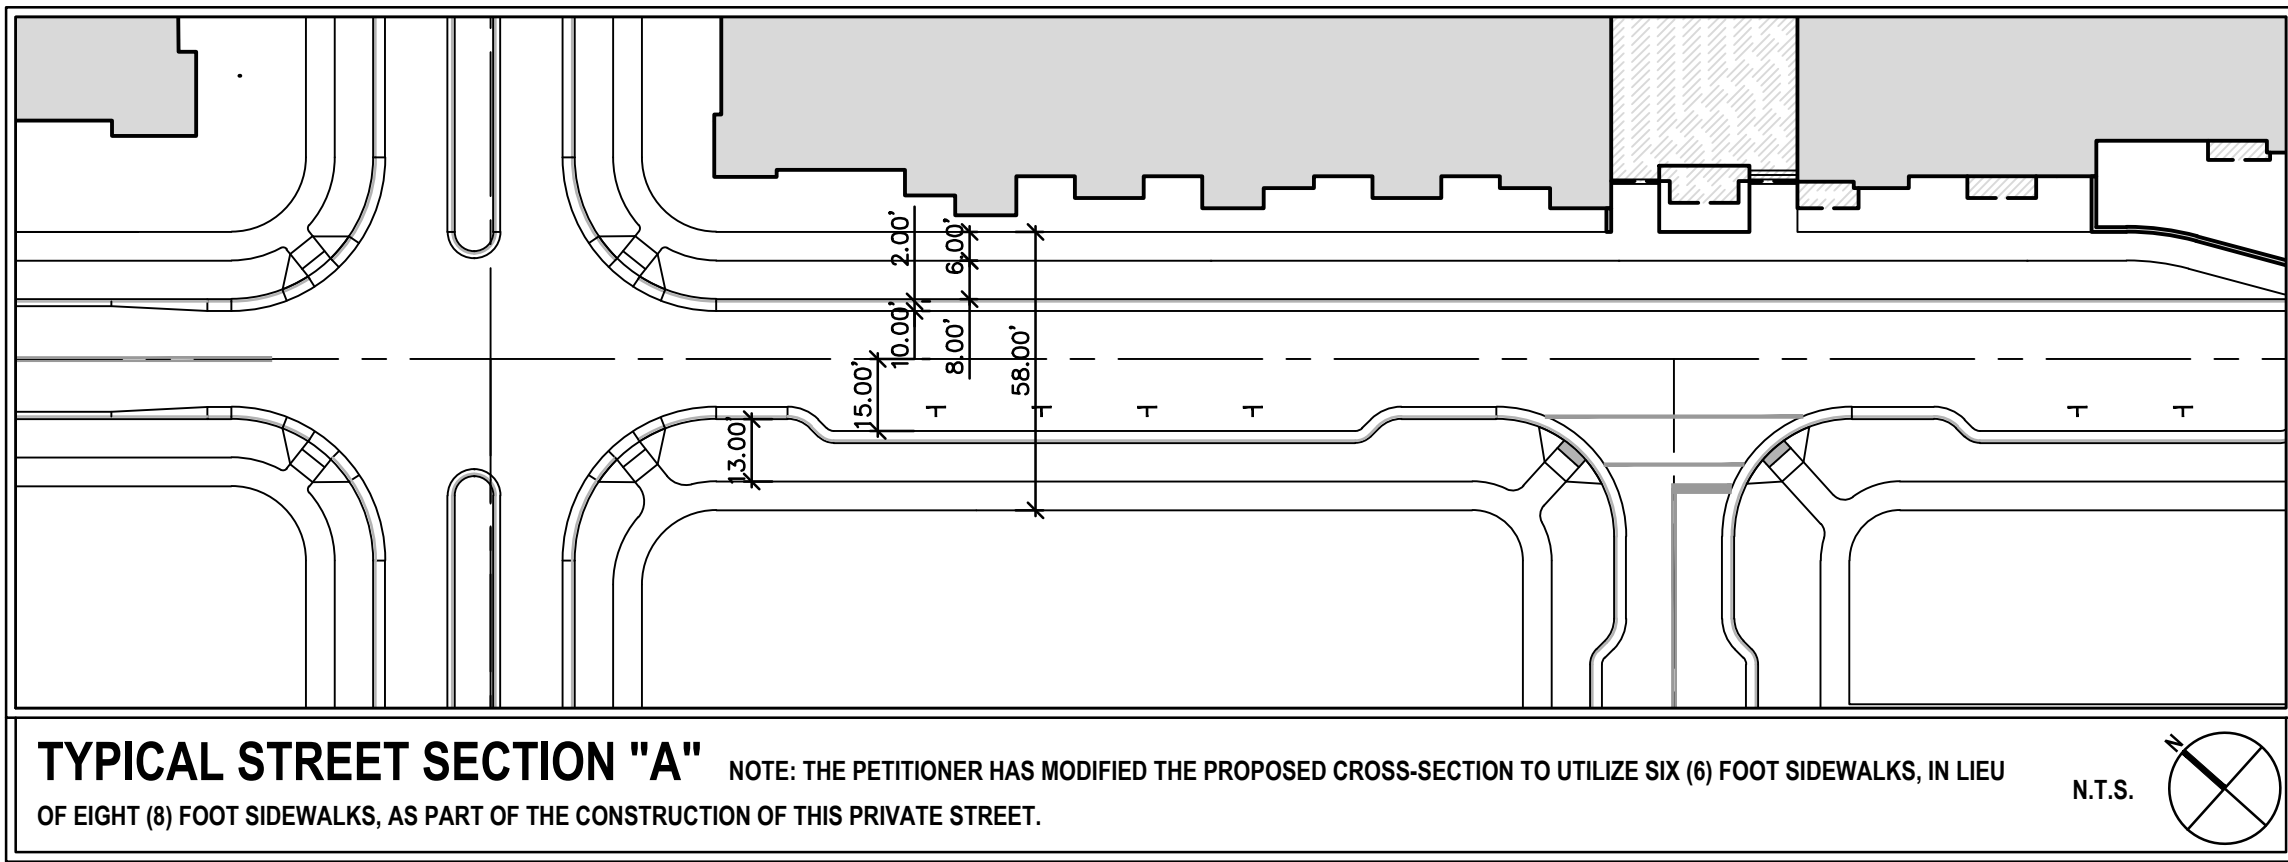 2.00'
6.00'
10.00'
8.00'
58.00'
15.00'
13.00'
TYPICAL STREET SECTION "A" NOTE: THE PETITIONER HAS MODIFIED THE PROPOSED CROSS-SECTION TO UTILIZE SIX (6) FOOT SIDEWALKS, IN LIEU
OF EIGHT (8) FOOT SIDEWALKS, AS PART OF THE CONSTRUCTION OF THIS PRIVATE STREET.
N.T.S.
N